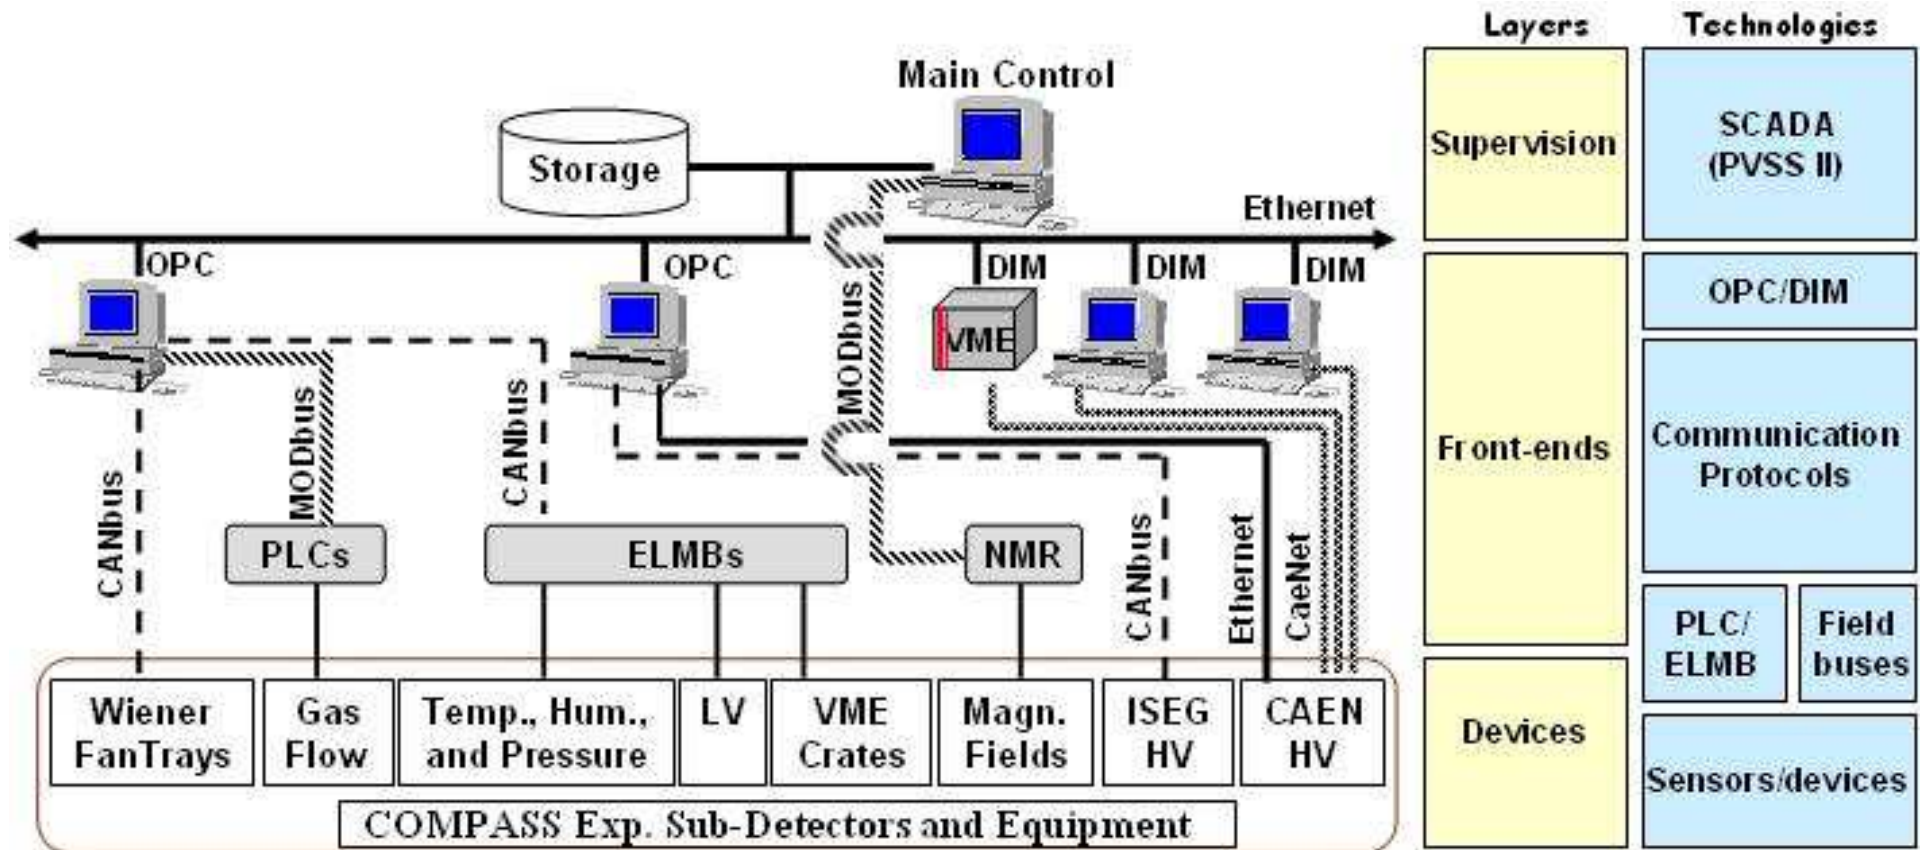 Layers
Technologies
Main Control
Storage
Ethernet
OPC
OPC
DIM
DIM
DIM
VME
CANbus
MODbus
CANbus
MODbus
CANbus
Ethernet
CaeNet
PLCs
ELMBs
NMR
Wiener
FanTrays
Gas
Flow
Temp., Hum.,
and Pressure
LV
VME
Crates
Magn.
Fields
ISEG
HV
CAEN
HV
COMPASS Exp. Sub-Detectors and Equipment
Supervision
Front-ends
Devices
SCADA
(PVSS II)
OPC/DIM
Communication
Protocols
PLC/
ELMB
Field
buses
Sensors/devices